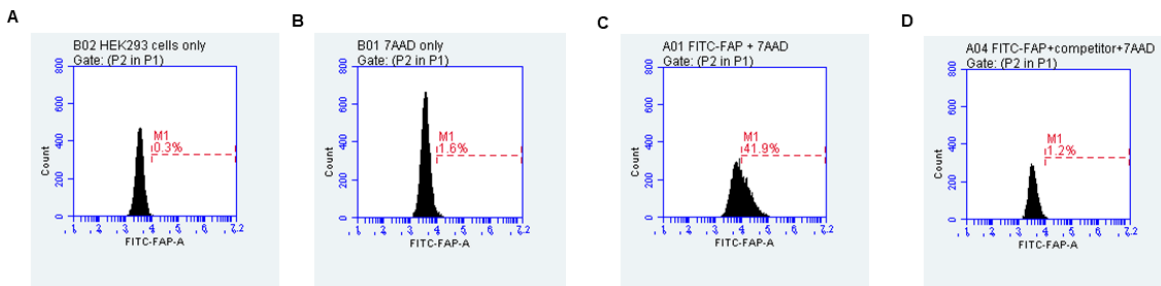 A
B02 HEK293 cells only
Gate: (P2 in P1)
800
600
400
200
0
Count
M1
0.3%
FITC-FAP-A
B
B01 7AAD only
Gate: (P2 in P1)
800
600
400
200
0
Count
M1
1.6%
FITC-FAP-A
C
A01 FITC-FAP + 7AAD
Gate: (P2 in P1)
800
600
400
200
0
Count
M1
41.9%
FITC-FAP-A
D
A04 FITC-FAP+competitor+7AAD
Gate: (P2 in P1)
800
600
400
200
0
Count
M1
1.2%
FITC-FAP-A